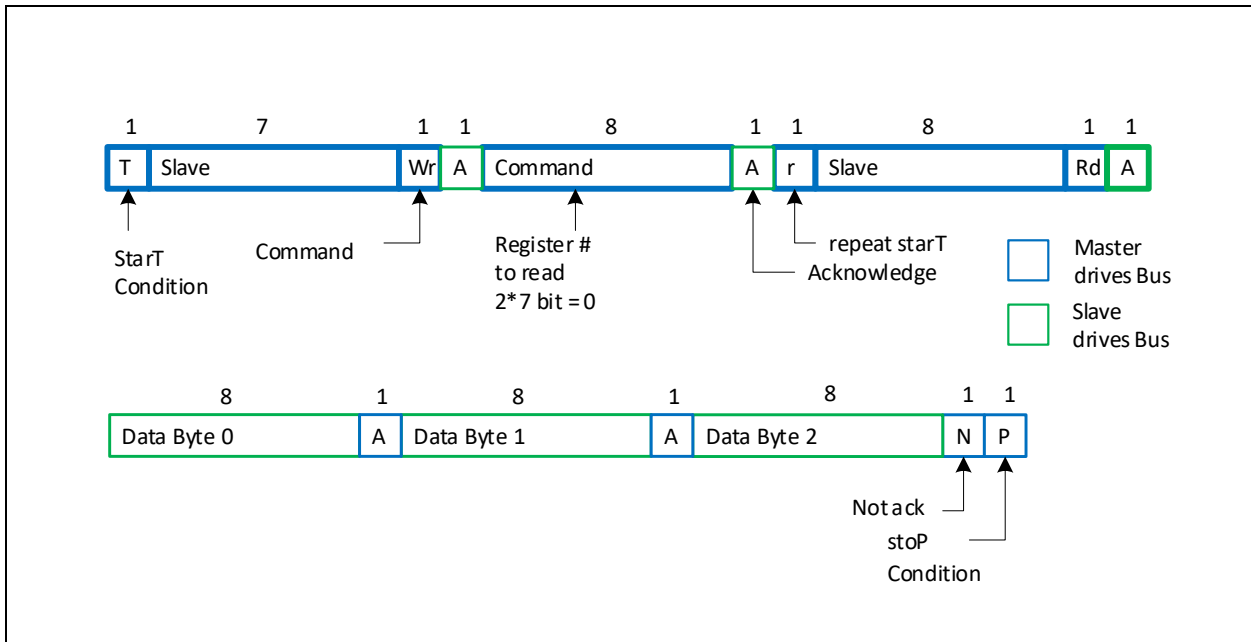 1 7 1 1 8 1 1 8 1 1
T Slave Wr A Command A r Slave Rd A
StarT
Condition
Command
Register #
to read
2*7 bit = 0
repeat starT
Acknowledge
Master
drives Bus
Slave
drives Bus
8 1 8 1 8 1 1
Data Byte 0 A Data Byte 1 A Data Byte 2 N P
Not ack
stoP
Condition